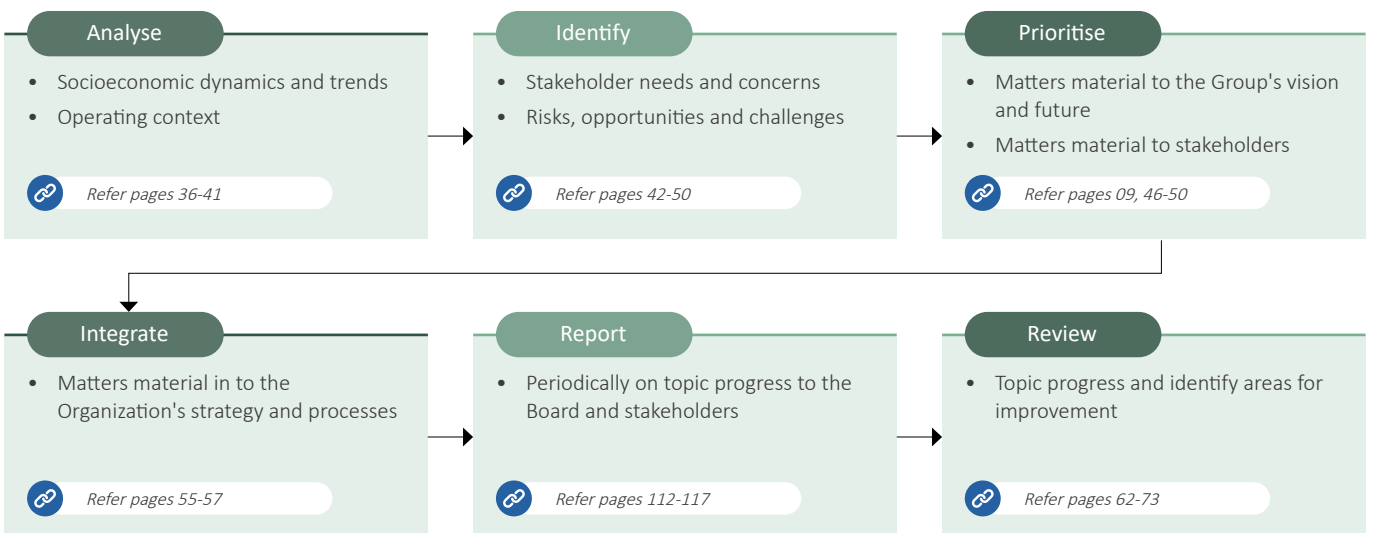 Analyse
• Socioeconomic dynamics and trends
• Operating context
Refer pages 36-41
Identify
• Stakeholder needs and concerns
• Risks, opportunities and challenges
Refer pages 42-50
Prioritise
• Matters material to the Group's vision
and future
• Matters material to stakeholders
Refer pages 09, 46-50
Integrate
• Matters material in to the
Organization's strategy and processes
Refer pages 55-57
Report
• Periodically on topic progress to the
Board and stakeholders
Refer pages 112-117
Review
• Topic progress and identify areas for
improvement
Refer pages 62-73